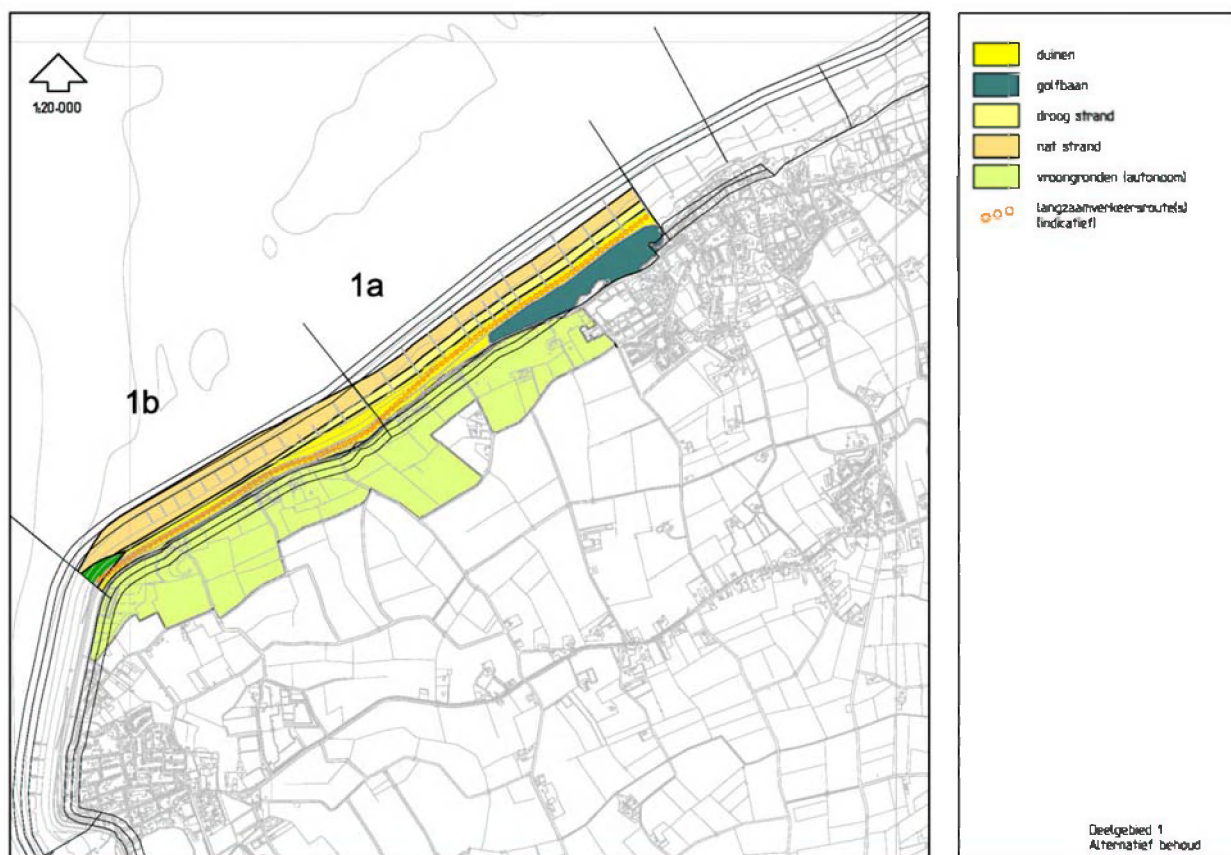 1:20.000
1a
1b
duinen
golfbaan
droog strand
nat strand
vroongronden (autonoom)
langzaamverkeersroute(s)
(indicatief)
Deelgebied 1
Alternatief behoud